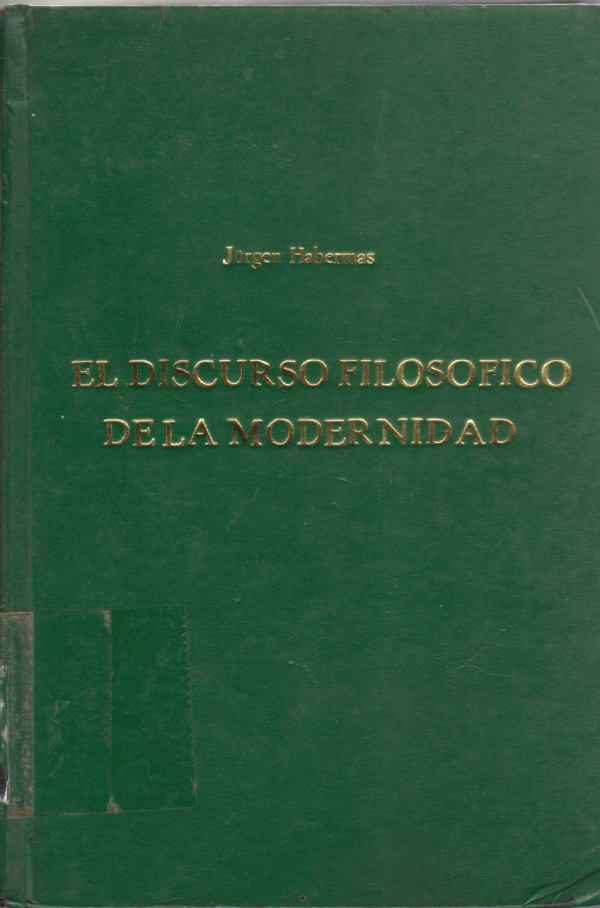 Jürgen Habermas
EL DISCURSO FILOSOFICO
DE LA MODERNIDAD